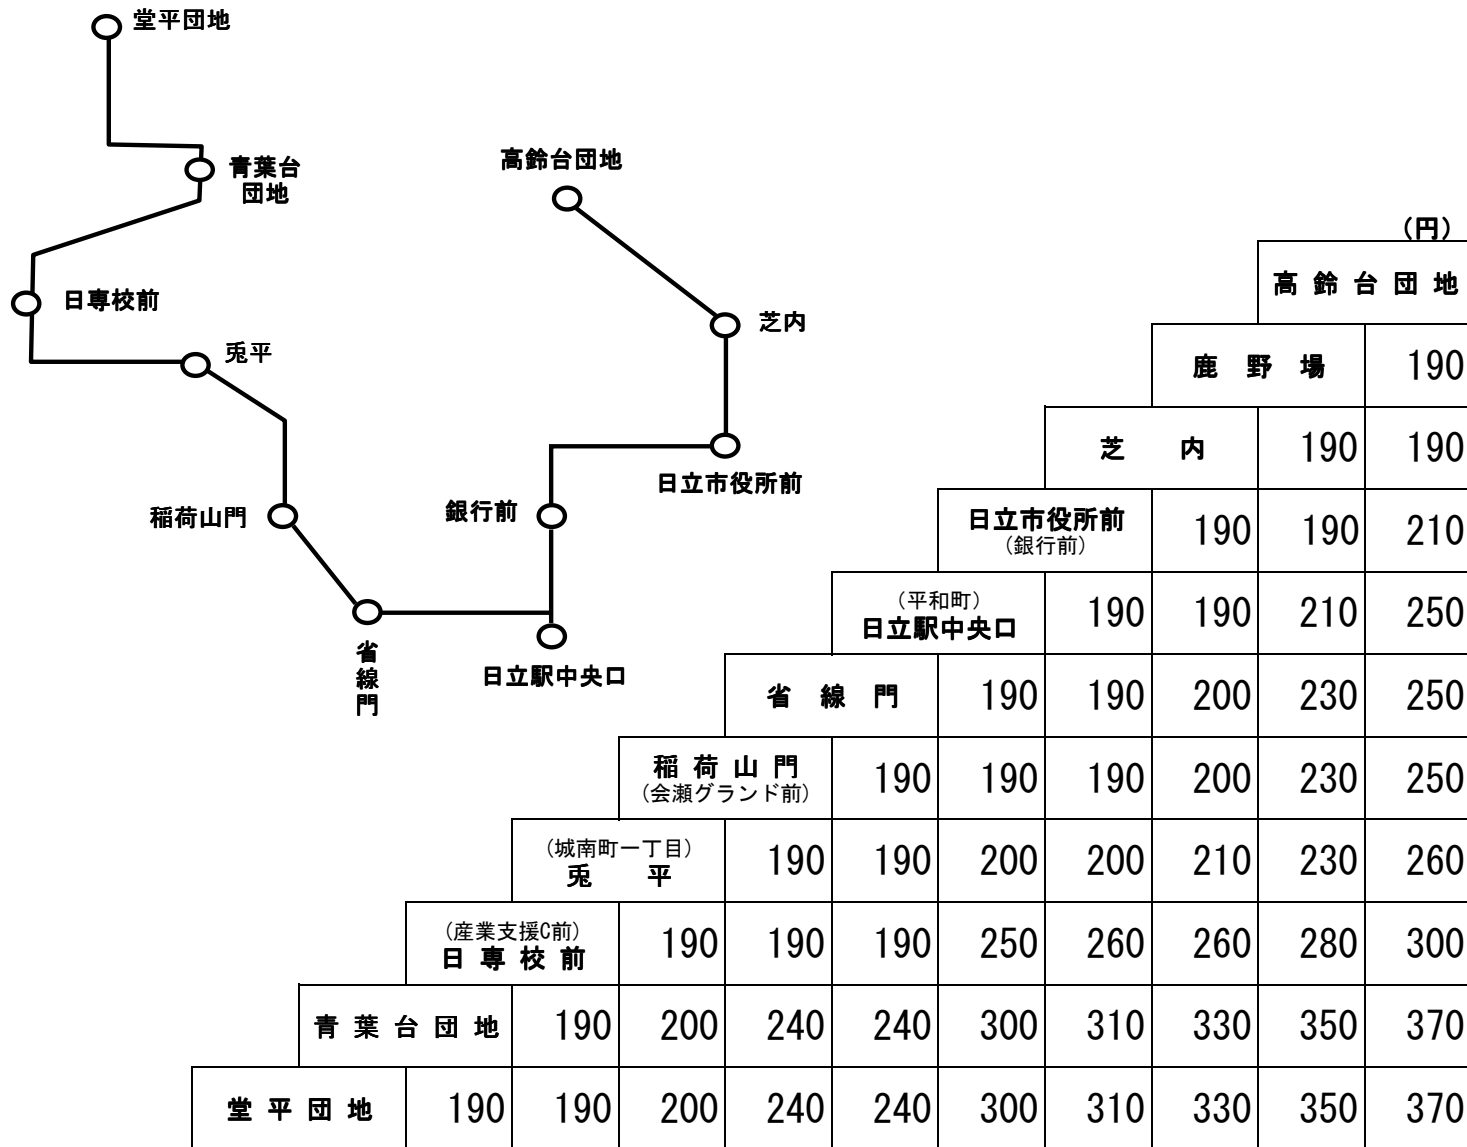 堂平団地
青葉台
団地
日専校前
兎平
稲荷山門
省線門
高鈴台団地
芝内
日立市役所前
銀行前
日立駅中央口
（円）
高鈴台団地
鹿野場 190
芝内 190 190
日立市役所前
（銀行前）
190 190 210
（平和町）
日立駅中央口
190 190 210 250
省線門 190 190 200 230 250
稲荷山門
（会瀬グランド前）
190 190 190 200 230 250
（城南町一丁目）
兎平
190 190 200 200 210 230 260
（産業支援C前）
日専校前
190 190 190 250 260 260 280 300
青葉台団地 190 200 240 240 300 310 330 350 370
堂平団地 190 190 200 240 240 300 310 330 350 370